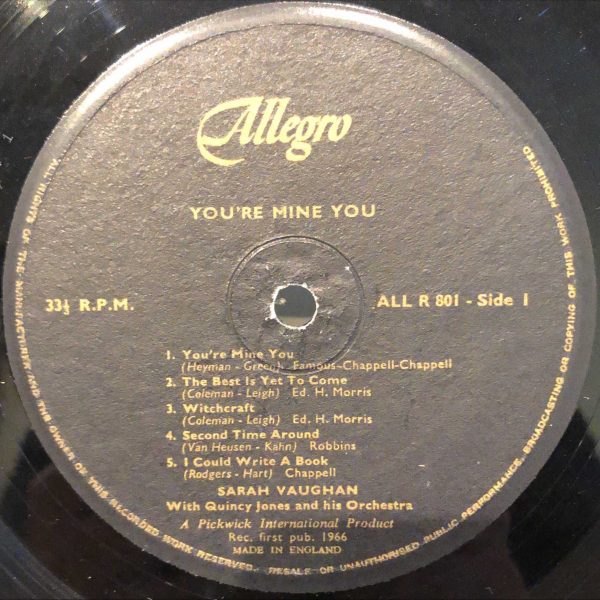 Allegro
YOU'RE MINE YOU
33⅓ R.P.M.
ALL R 801 - Side 1
1. You're Mine You
(Heyman - Green) Famous-Chappell-Chappell
2. The Best Is Yet To Come
(Coleman - Leigh) Ed. H. Morris
3. Witchcraft
(Coleman - Leigh) Ed. H. Morris
4. Second Time Around
(Van Heusen - Kahn) Robbins
5. I Could Write A Book
(Rodgers - Hart) Chappell
SARAH VAUGHAN
With Quincy Jones and his Orchestra
A Pickwick International Product
Rec. first pub. 1966
MADE IN ENGLAND
ALL RIGHTS OF THE MANUFACTURER AND THE OWNER OF THIS RECORDED WORK RESERVED. RESALE OR UNAUTHORISED PUBLIC PERFORMANCE, BROADCASTING OR COPYING OF THIS WORK PROHIBITED